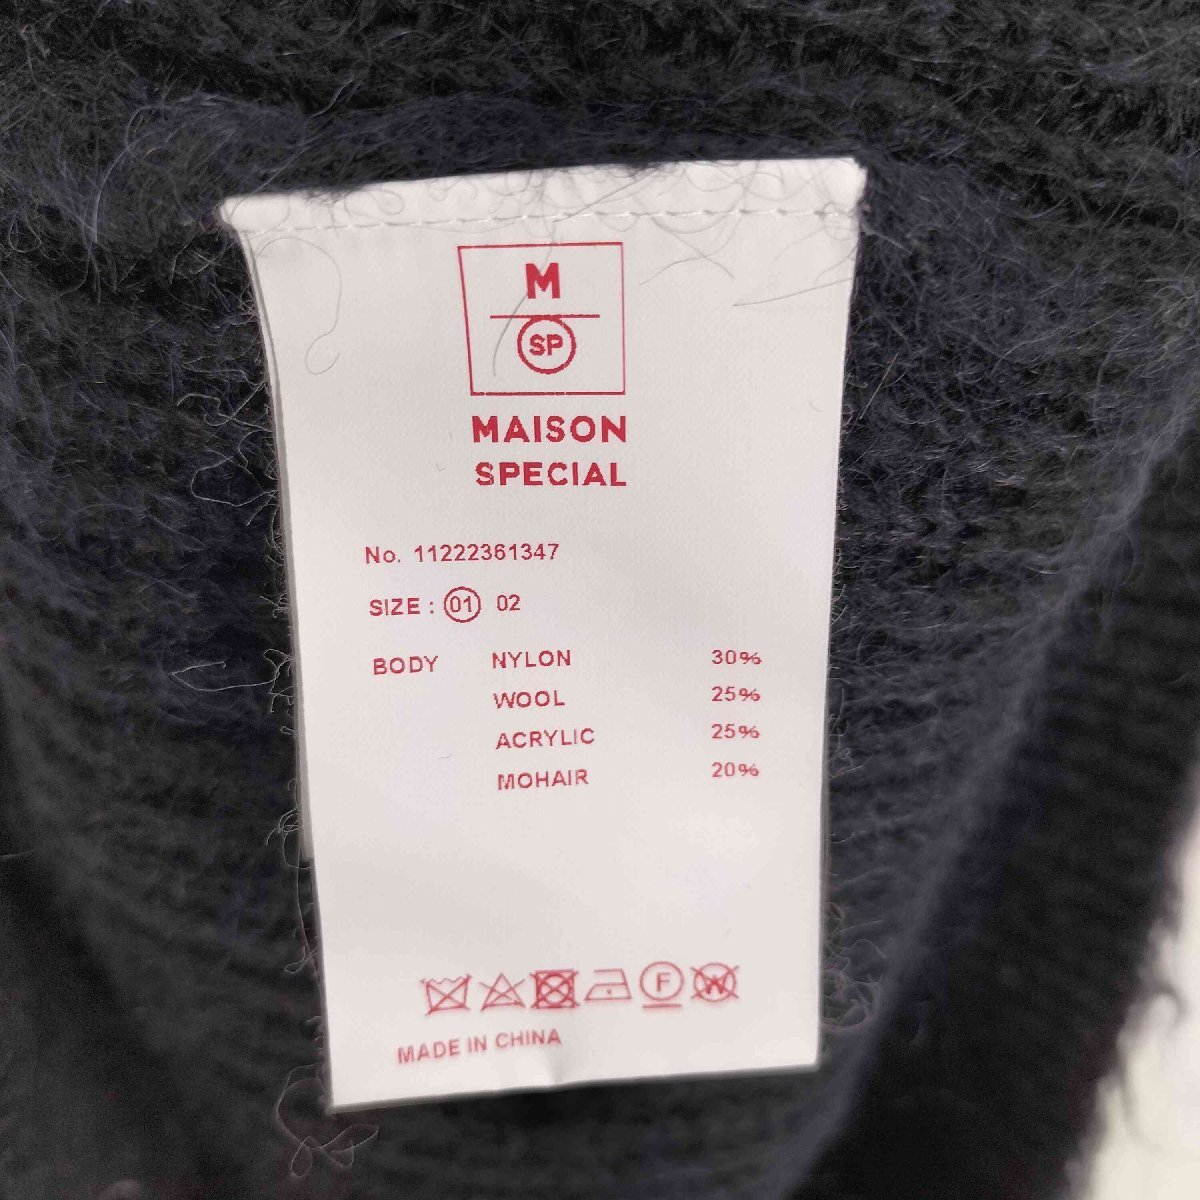 M
SP
MAISON
SPECIAL
No. 11222361347
SIZE : 01 02
BODY NYLON 30%
WOOL 25%
ACRYLIC 25%
MOHAIR 20%
F W
MADE IN CHINA